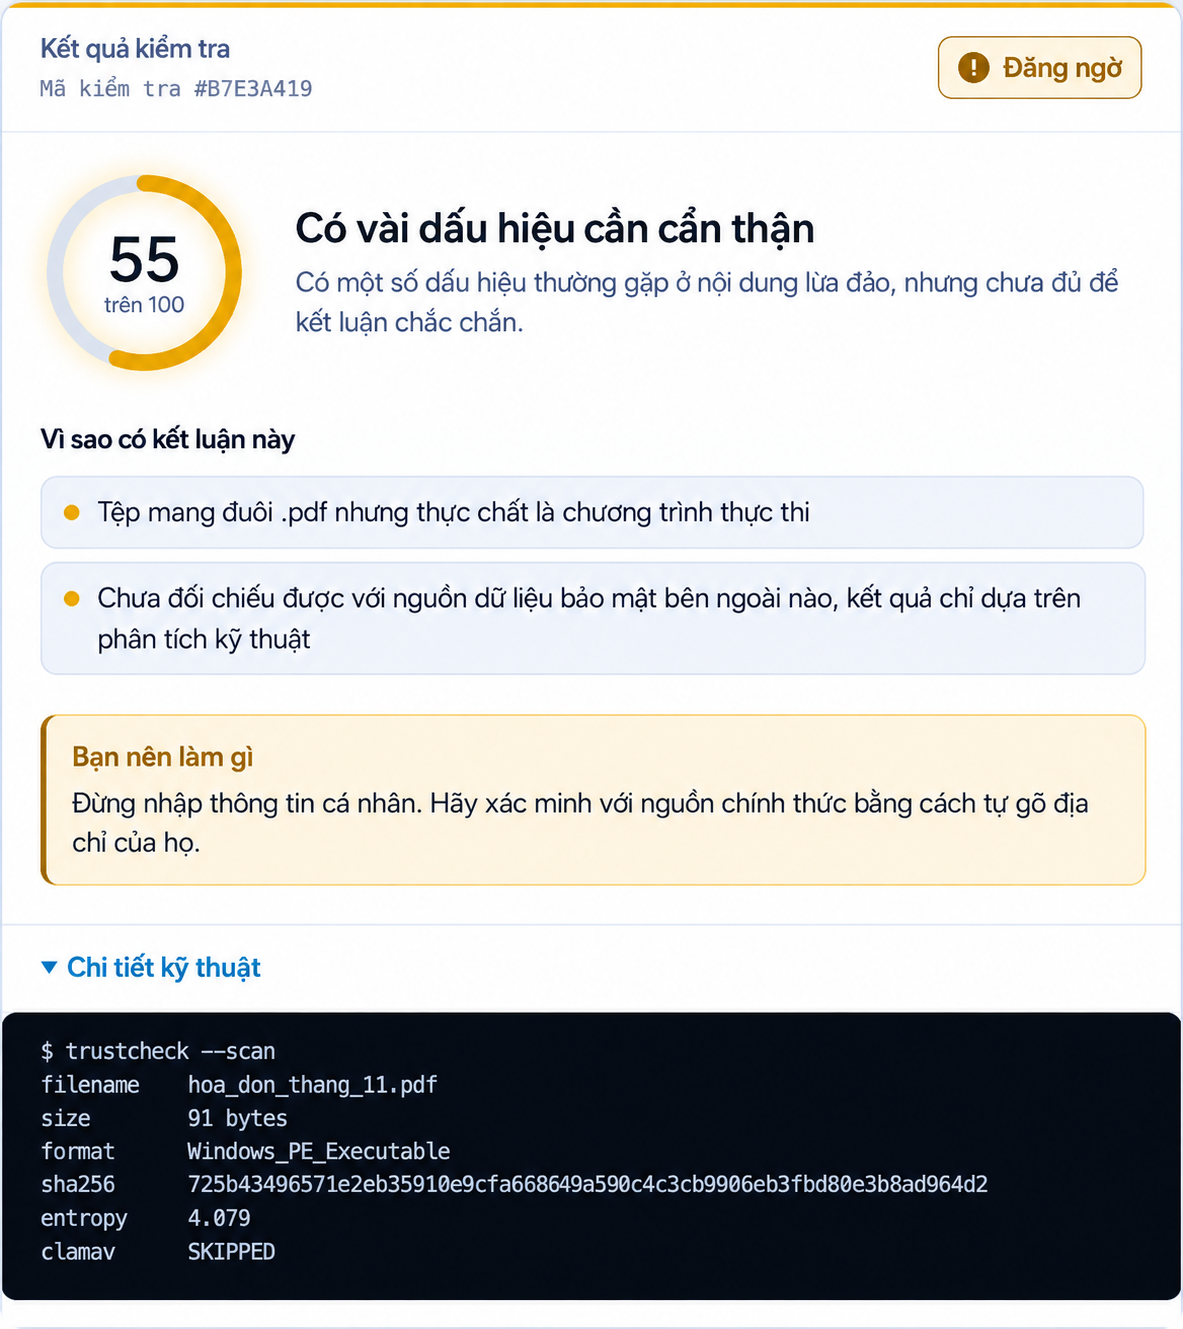 Kết quả kiểm tra
Mã kiểm tra #B7E3A419
! Đăng ngờ
55
trên 100
Có vài dấu hiệu cần cẩn thận
Có một số dấu hiệu thường gặp ở nội dung lừa đảo, nhưng chưa đủ để
kết luận chắc chắn.
Vì sao có kết luận này
Tệp mang đuôi .pdf nhưng thực chất là chương trình thực thi
Chưa đối chiếu được với nguồn dữ liệu bảo mật bên ngoài nào, kết quả chỉ dựa trên
phân tích kỹ thuật
Bạn nên làm gì
Đừng nhập thông tin cá nhân. Hãy xác minh với nguồn chính thức bằng cách tự gõ địa
chỉ của họ.
Chi tiết kỹ thuật
$ trustcheck --scan
filename hoa_don_thang_11.pdf
size 91 bytes
format Windows_PE_Executable
sha256 725b43496571e2eb35910e9cfa668649a590c4c3cb9906eb3fbd80e3b8ad964d2
entropy 4.079
clamav SKIPPED